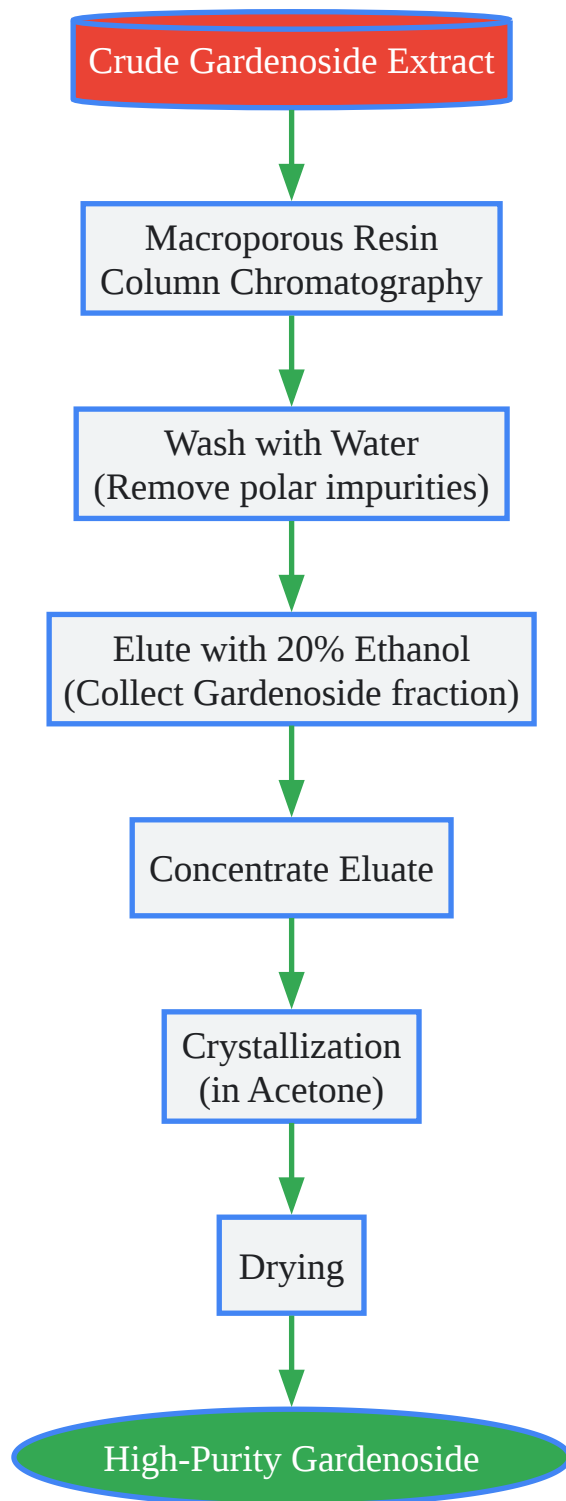 Crude Gardenoside Extract
Macroporous Resin
Column Chromatography
Wash with Water
(Remove polar impurities)
Elute with 20% Ethanol
(Collect Gardenoside fraction)
Concentrate Eluate
Crystallization
(in Acetone)
Drying
High-Purity Gardenoside